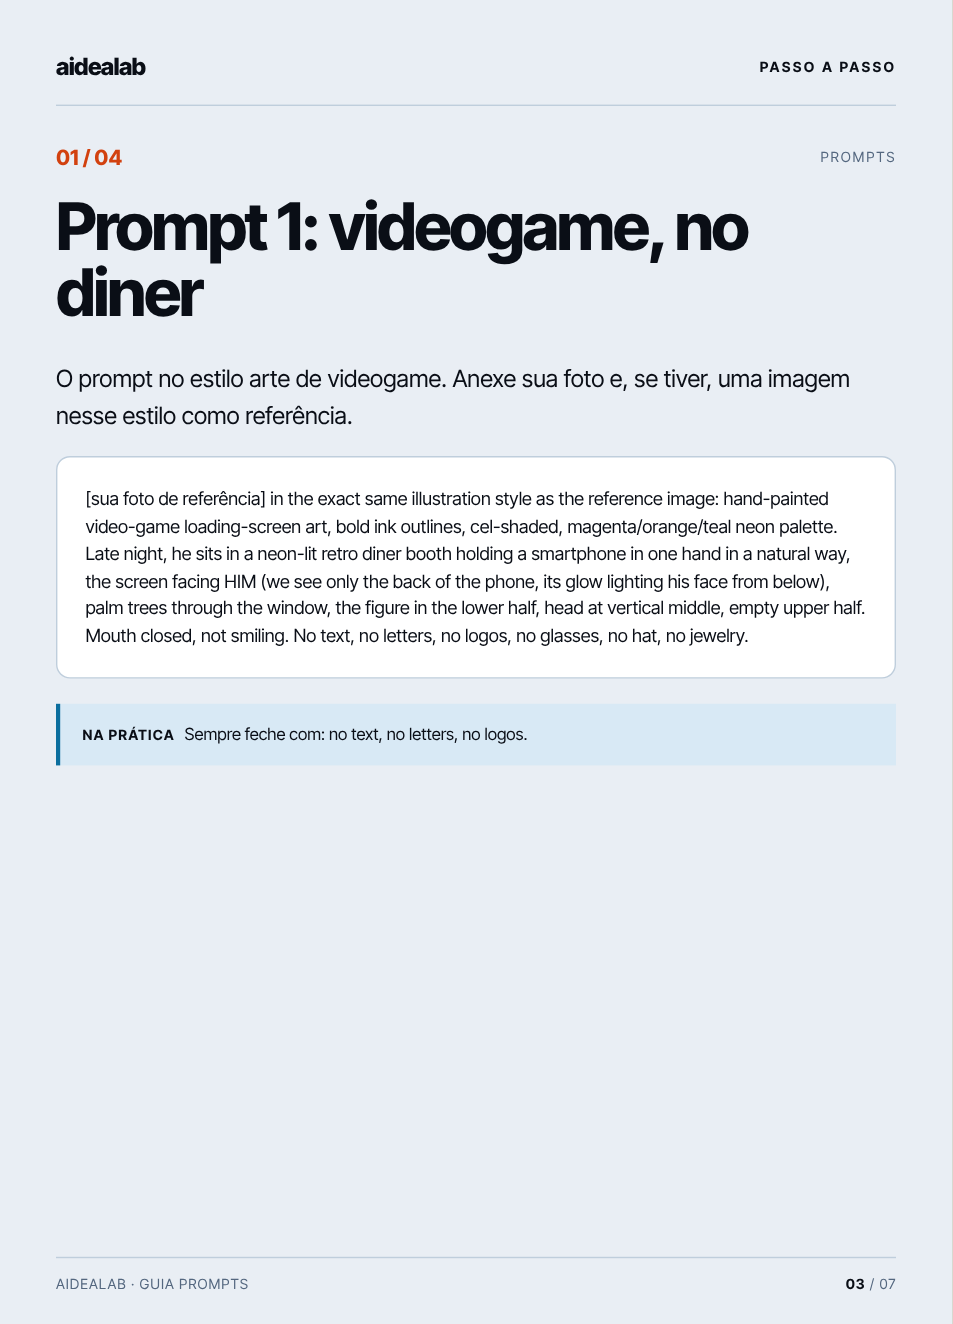 aidealab
PASSO A PASSO
01 / 04
PROMPTS
Prompt 1: videogame, no
diner
O prompt no estilo arte de videogame. Anexe sua foto e, se tiver, uma imagem
nesse estilo como referência.
[sua foto de referência] in the exact same illustration style as the reference image: hand-painted
video-game loading-screen art, bold ink outlines, cel-shaded, magenta/orange/teal neon palette.
Late night, he sits in a neon-lit retro diner booth holding a smartphone in one hand in a natural way,
the screen facing HIM (we see only the back of the phone, its glow lighting his face from below),
palm trees through the window, the figure in the lower half, head at vertical middle, empty upper half.
Mouth closed, not smiling. No text, no letters, no logos, no glasses, no hat, no jewelry.
NA PRÁTICA Sempre feche com: no text, no letters, no logos.
AIDEALAB · GUIA PROMPTS
03 / 07